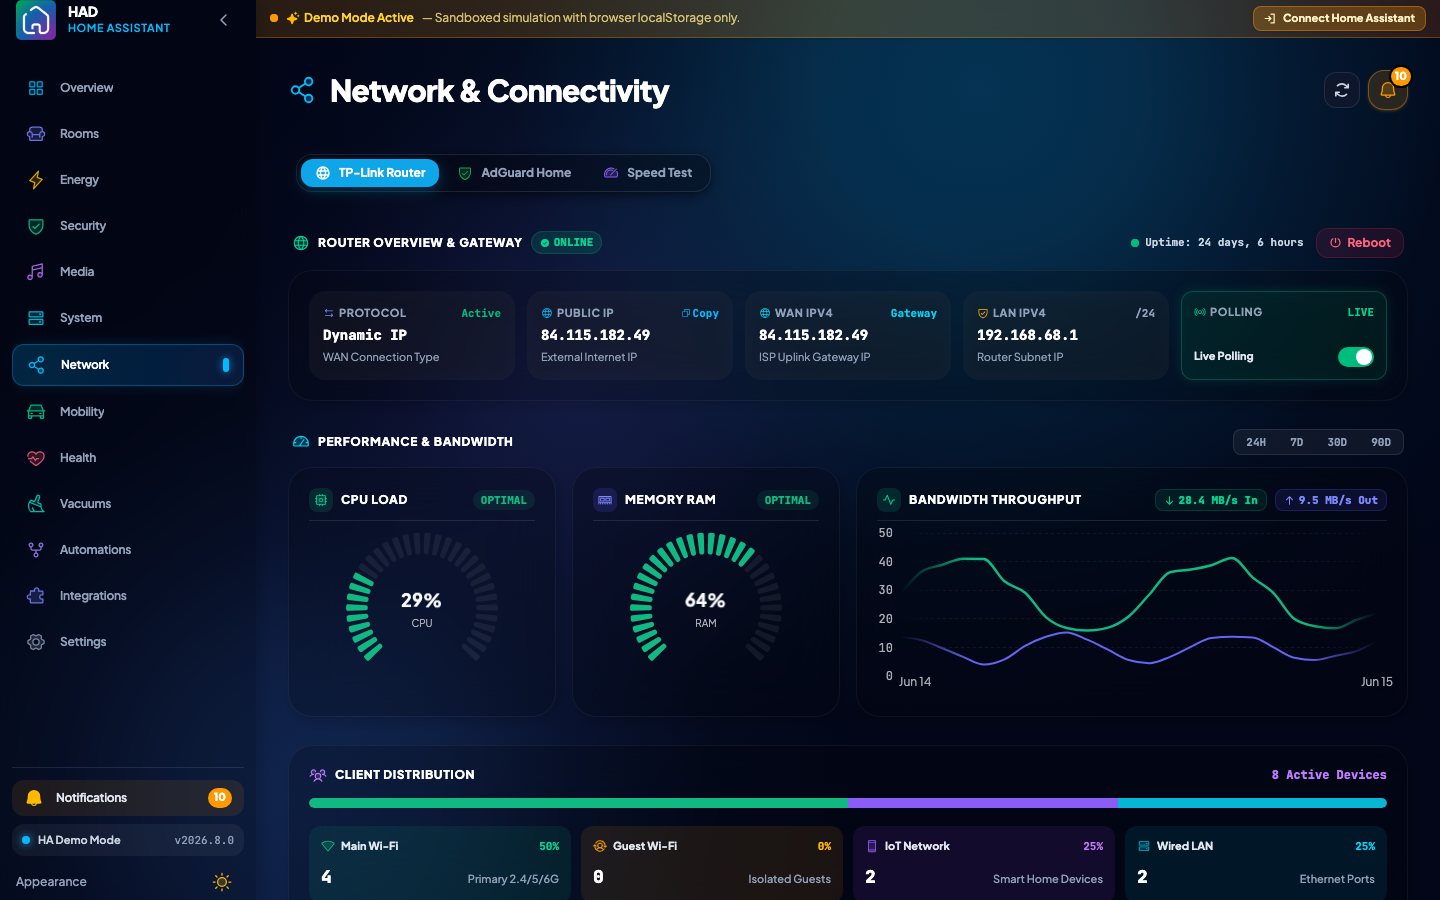 HAD
HOME ASSISTANT
Demo Mode Active — Sandboxed simulation with browser localStorage only.
Connect Home Assistant
Overview
Rooms
Energy
Security
Media
System
Network
Mobility
Health
Vacuums
Automations
Integrations
Settings
Notifications 10
HA Demo Mode v2026.8.0
Appearance
Network & Connectivity
10
TP-Link Router AdGuard Home Speed Test
ROUTER OVERVIEW & GATEWAY ONLINE
Uptime: 24 days, 6 hours Reboot
PROTOCOL Active
Dynamic IP
WAN Connection Type
PUBLIC IP Copy
84.115.182.49
External Internet IP
WAN IPV4 Gateway
84.115.182.49
ISP Uplink Gateway IP
LAN IPV4 /24
192.168.68.1
Router Subnet IP
POLLING LIVE
Live Polling
PERFORMANCE & BANDWIDTH
24H 7D 30D 90D
CPU LOAD OPTIMAL
29%
CPU
MEMORY RAM OPTIMAL
64%
RAM
BANDWIDTH THROUGHPUT ↓ 28.4 MB/s In ↑ 9.5 MB/s Out
50
40
30
20
10
0
Jun 14 Jun 15
CLIENT DISTRIBUTION 8 Active Devices
Main Wi-Fi 50%
4 Primary 2.4/5/6G
Guest Wi-Fi 0%
0 Isolated Guests
IoT Network 25%
2 Smart Home Devices
Wired LAN 25%
2 Ethernet Ports